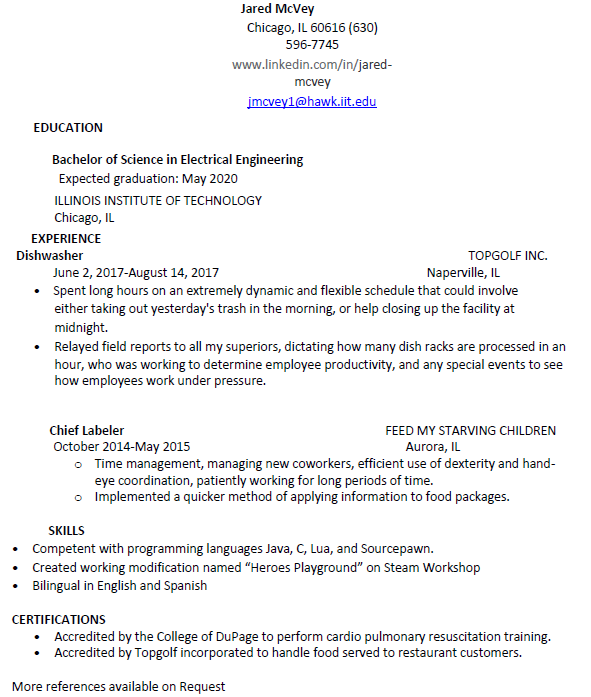 Jared McVey
Chicago, IL 60616 (630)
596-7745
www.linkedin.com/in/jared-
mcvey
jmcvey1@hawk.iit.edu
EDUCATION
Bachelor of Science in Electrical Engineering
Expected graduation: May 2020
ILLINOIS INSTITUTE OF TECHNOLOGY
Chicago, IL
EXPERIENCE
Dishwasher TOPGOLF INC.
June 2, 2017-August 14, 2017 Naperville, IL
• Spent long hours on an extremely dynamic and flexible schedule that could involve
either taking out yesterday's trash in the morning, or help closing up the facility at
midnight.
• Relayed field reports to all my superiors, dictating how many dish racks are processed in an
hour, who was working to determine employee productivity, and any special events to see
how employees work under pressure.
Chief Labeler FEED MY STARVING CHILDREN
October 2014-May 2015 Aurora, IL
o Time management, managing new coworkers, efficient use of dexterity and hand-
eye coordination, patiently working for long periods of time.
o Implemented a quicker method of applying information to food packages.
SKILLS
• Competent with programming languages Java, C, Lua, and Sourcepawn.
• Created working modification named “Heroes Playground” on Steam Workshop
• Bilingual in English and Spanish
CERTIFICATIONS
• Accredited by the College of DuPage to perform cardio pulmonary resuscitation training.
• Accredited by Topgolf incorporated to handle food served to restaurant customers.
More references available on Request